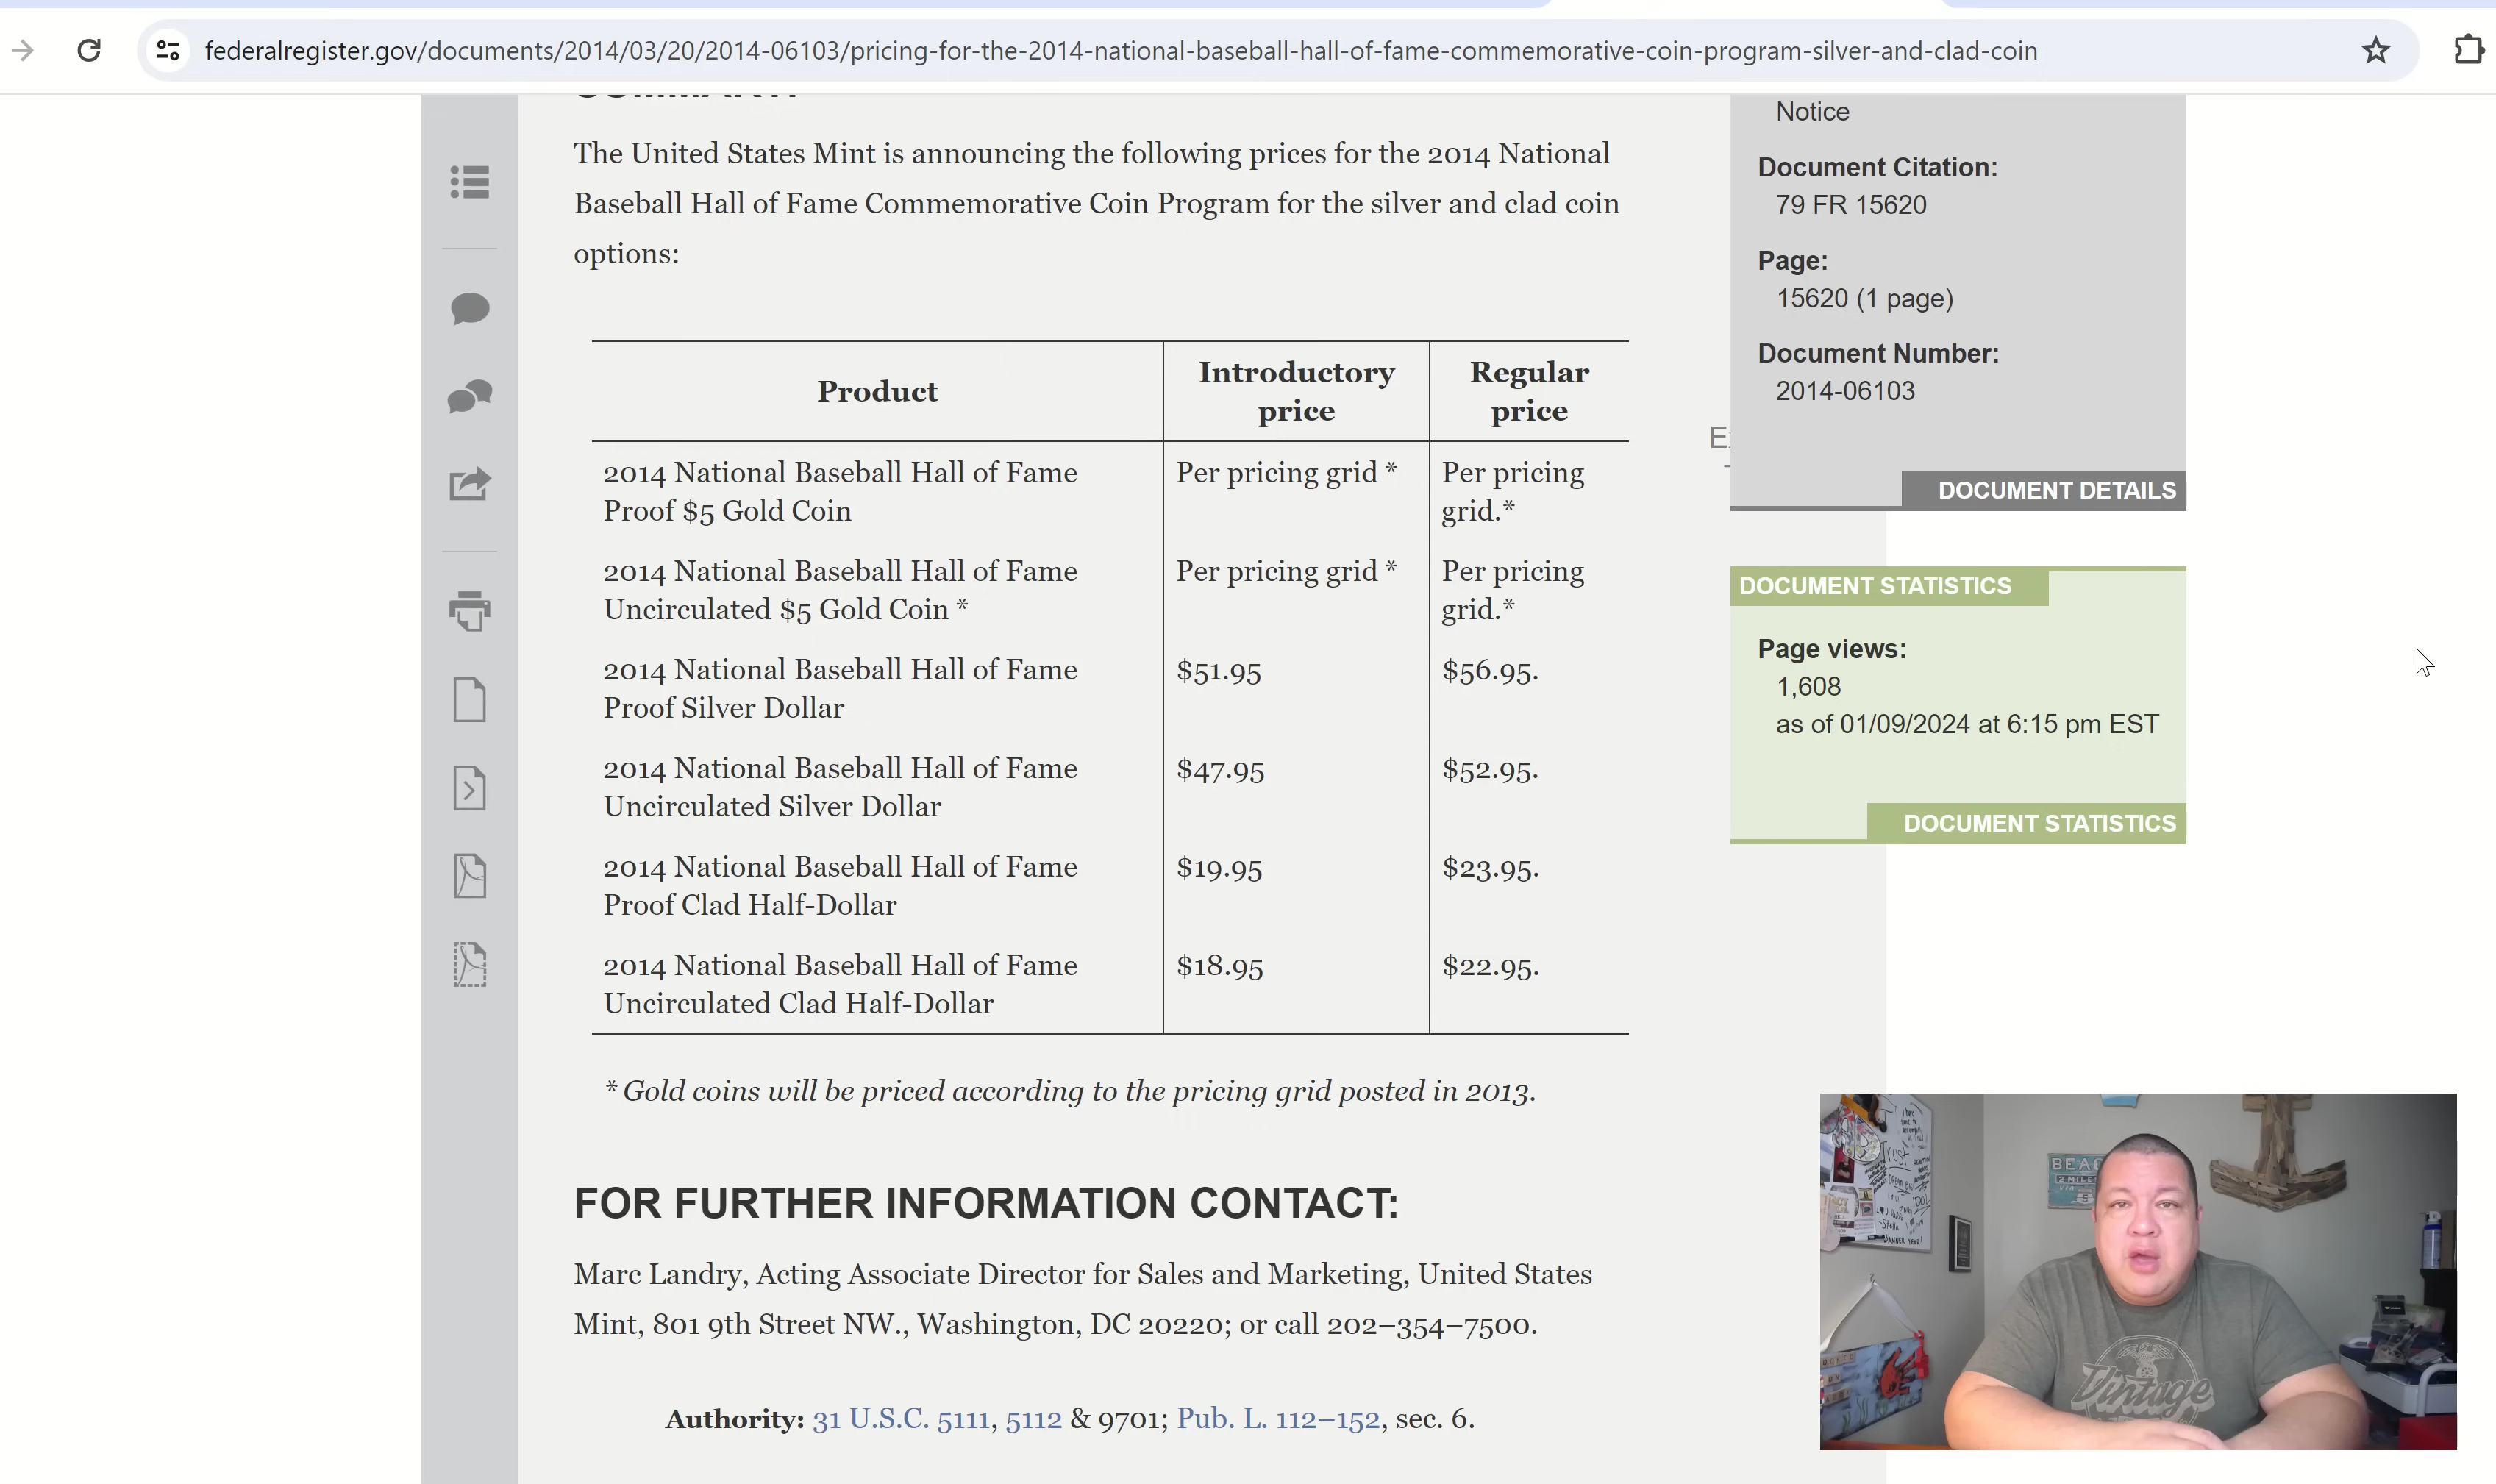 federalregister.gov/documents/2014/03/20/2014-06103/pricing-for-the-2014-national-baseball-hall-of-fame-commemorative-coin-program-silver-and-clad-coin
The United States Mint is announcing the following prices for the 2014 National
Baseball Hall of Fame Commemorative Coin Program for the silver and clad coin
options:
Product
Introductory
price
Regular
price
2014 National Baseball Hall of Fame
Proof $5 Gold Coin
Per pricing grid *
Per pricing
grid.*
2014 National Baseball Hall of Fame
Uncirculated $5 Gold Coin *
Per pricing grid *
Per pricing
grid.*
2014 National Baseball Hall of Fame
Proof Silver Dollar
$51.95
$56.95.
2014 National Baseball Hall of Fame
Uncirculated Silver Dollar
$47.95
$52.95.
2014 National Baseball Hall of Fame
Proof Clad Half-Dollar
$19.95
$23.95.
2014 National Baseball Hall of Fame
Uncirculated Clad Half-Dollar
$18.95
$22.95.
* Gold coins will be priced according to the pricing grid posted in 2013.
FOR FURTHER INFORMATION CONTACT:
Marc Landry, Acting Associate Director for Sales and Marketing, United States
Mint, 801 9th Street NW., Washington, DC 20220; or call 202–354–7500.
Authority: 31 U.S.C. 5111, 5112 & 9701; Pub. L. 112–152, sec. 6.
Notice
Document Citation:
79 FR 15620
Page:
15620 (1 page)
Document Number:
2014-06103
DOCUMENT DETAILS
DOCUMENT STATISTICS
Page views:
1,608
as of 01/09/2024 at 6:15 pm EST
DOCUMENT STATISTICS
Trust
2 MILE
Vintage